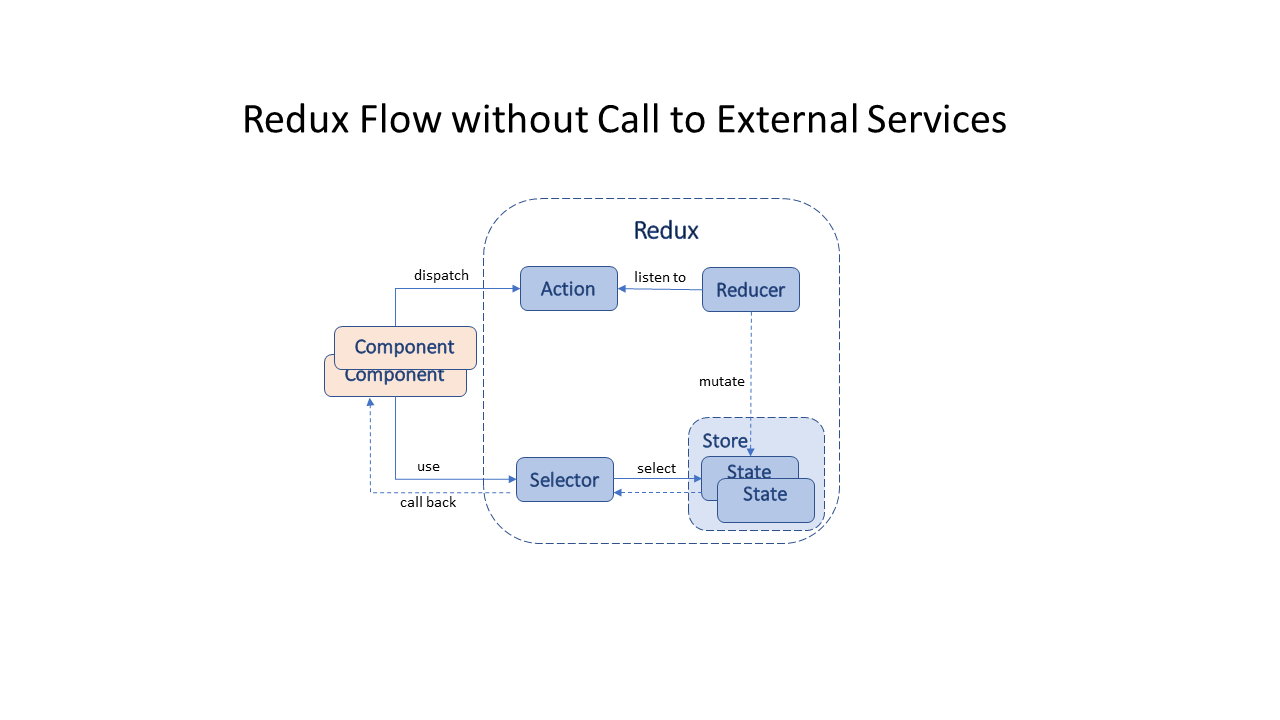 Redux Flow without Call to External Services
Redux
dispatch
Action
listen to
Reducer
Component
Component
mutate
Store
use
Selector
select
State
State
call back